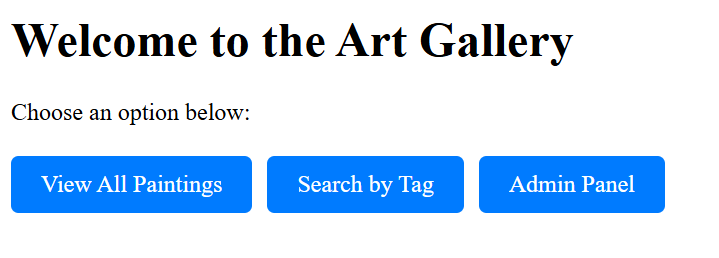 Welcome to the Art Gallery
Choose an option below:
View All Paintings Search by Tag Admin Panel